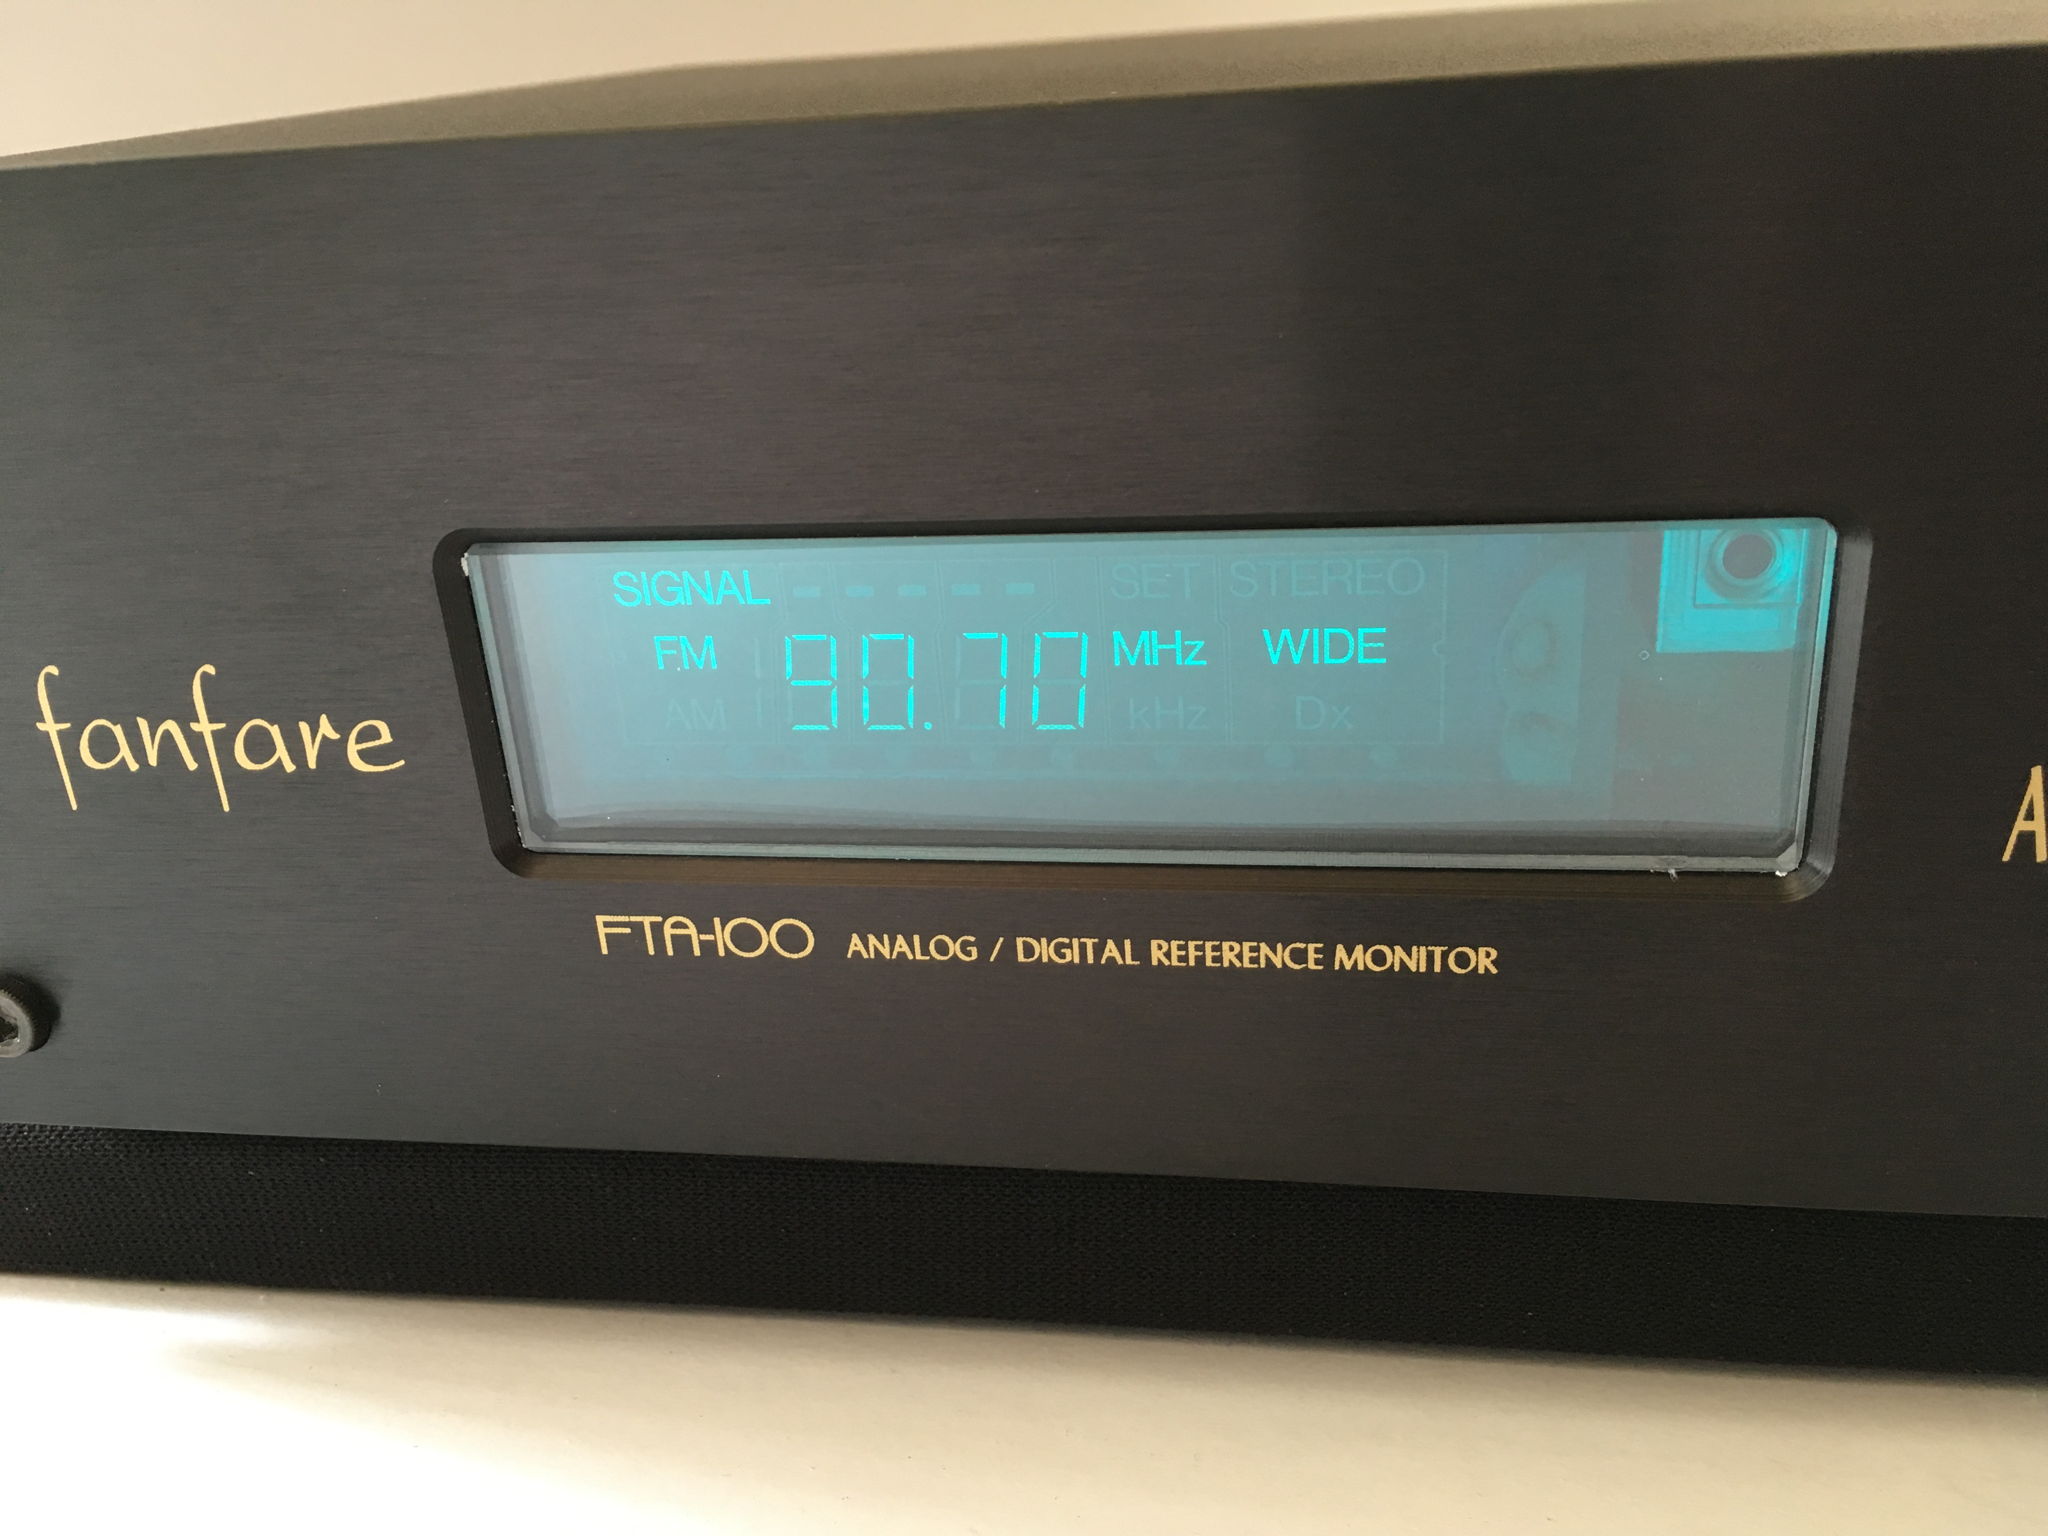 SIGNAL SET STEREO
FM 90.70 MHz WIDE
AM kHz Dx
fanfare
A
FTA-100 ANALOG / DIGITAL REFERENCE MONITOR